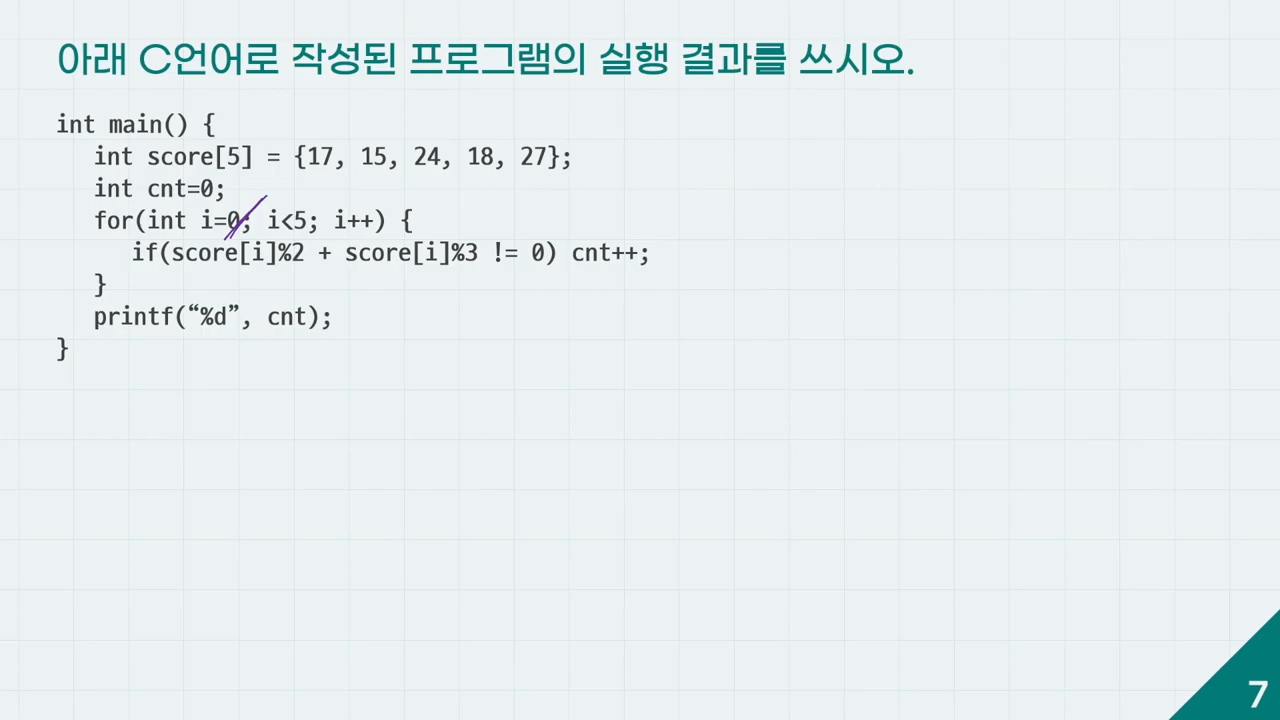 아래 C언어로 작성된 프로그램의 실행 결과를 쓰시오.
int main() {
int score[5] = {17, 15, 24, 18, 27};
int cnt=0;
for(int i=0; i<5; i++) {
if(score[i]%2 + score[i]%3 != 0) cnt++;
}
printf(“%d”, cnt);
}
7